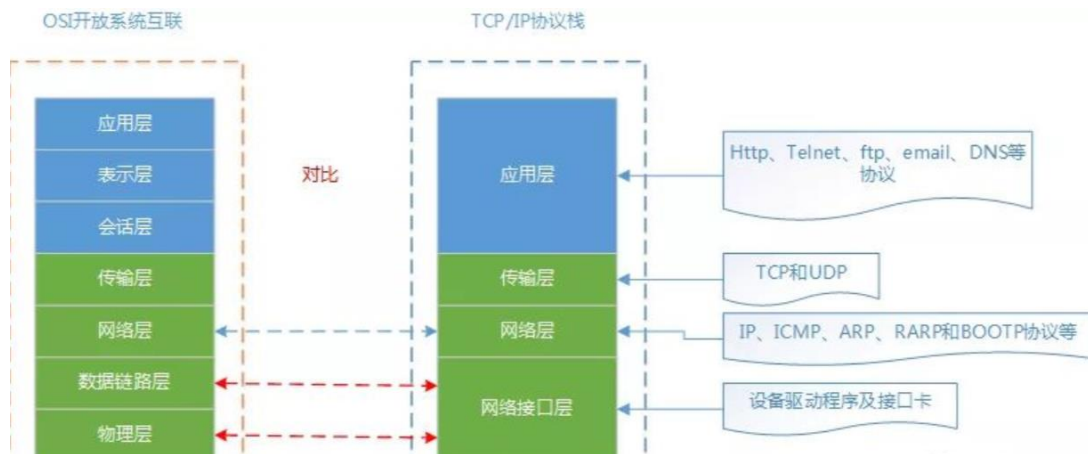 OSI开放系统互联
TCP/IP协议栈
应用层
表示层
会话层
传输层
网络层
数据链路层
物理层
对比
应用层
传输层
网络层
网络接口层
Http、Telnet、ftp、email、DNS等
协议
TCP和UDP
IP、ICMP、ARP、RARP和BOOTP协议等
设备驱动程序及接口卡